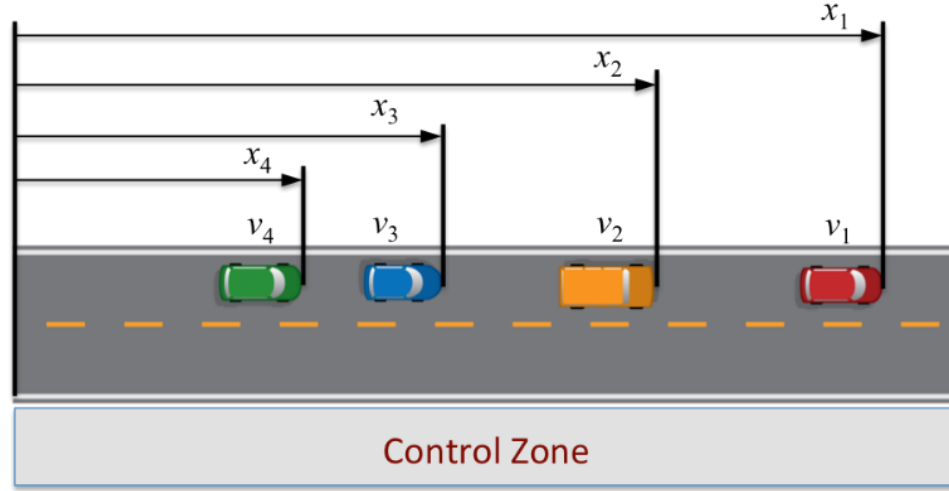 x₁
x₂
x₃
x₄
v₄ v₃ v₂ v₁
Control Zone